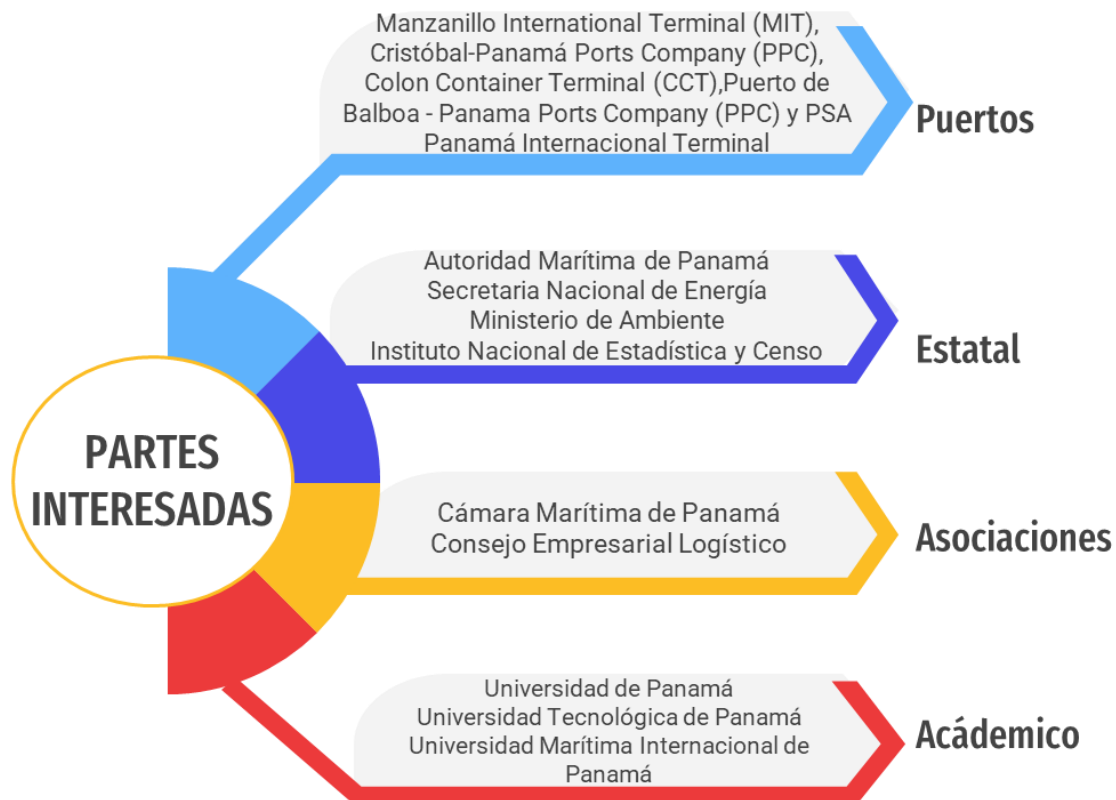 Manzanillo International Terminal (MIT),
Cristóbal-Panamá Ports Company (PPC),
Colon Container Terminal (CCT),Puerto de
Balboa - Panama Ports Company (PPC) y PSA
Panamá Internacional Terminal
Puertos
Autoridad Marítima de Panamá
Secretaria Nacional de Energía
Ministerio de Ambiente
Instituto Nacional de Estadística y Censo
Estatal
PARTES
INTERESADAS
Cámara Marítima de Panamá
Consejo Empresarial Logístico
Asociaciones
Universidad de Panamá
Universidad Tecnológica de Panamá
Universidad Marítima Internacional de
Panamá
Acádemico